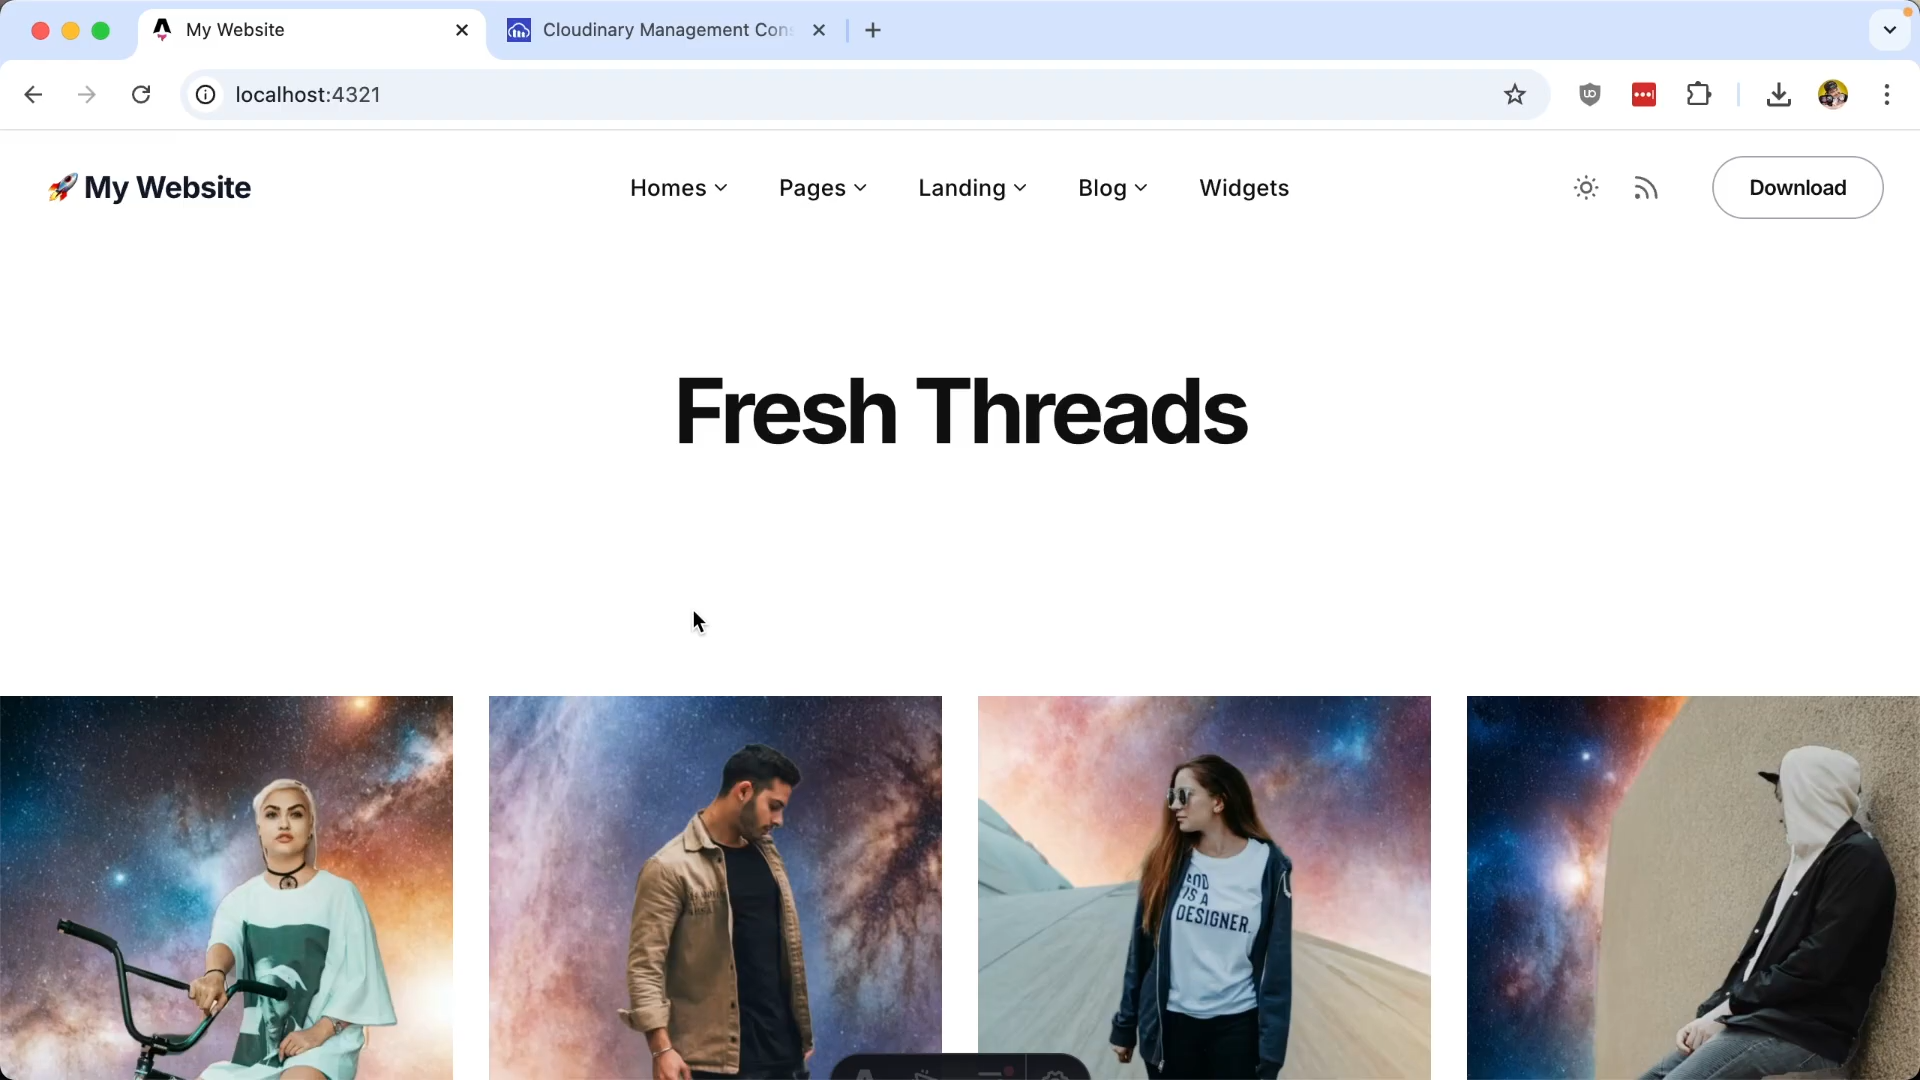 My Website
Cloudinary Management Con
localhost:4321
My Website
Homes
Pages
Landing
Blog
Widgets
Download
Fresh Threads
IS A
DESIGNER.